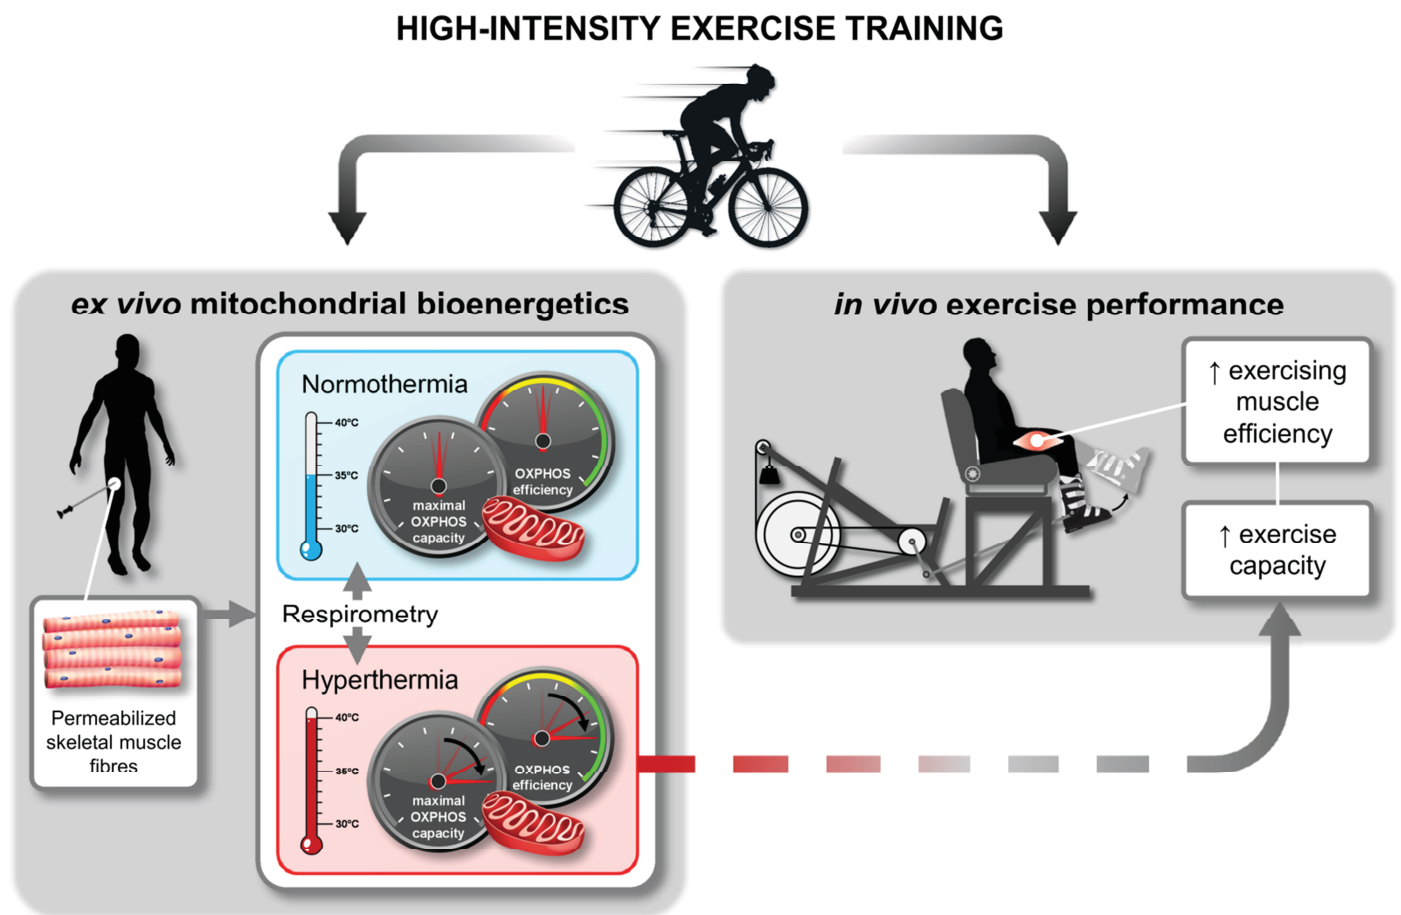 HIGH-INTENSITY EXERCISE TRAINING
ex vivo mitochondrial bioenergetics
Normothermia
40°C
35°C
30°C
OXPHOS
efficiency
maximal
OXPHOS
capacity
Respirometry
Hyperthermia
40°C
35°C
30°C
OXPHOS
efficiency
maximal
OXPHOS
capacity
Permeabilized
skeletal muscle
fibres
in vivo exercise performance
↑ exercising
muscle
efficiency
↑ exercise
capacity